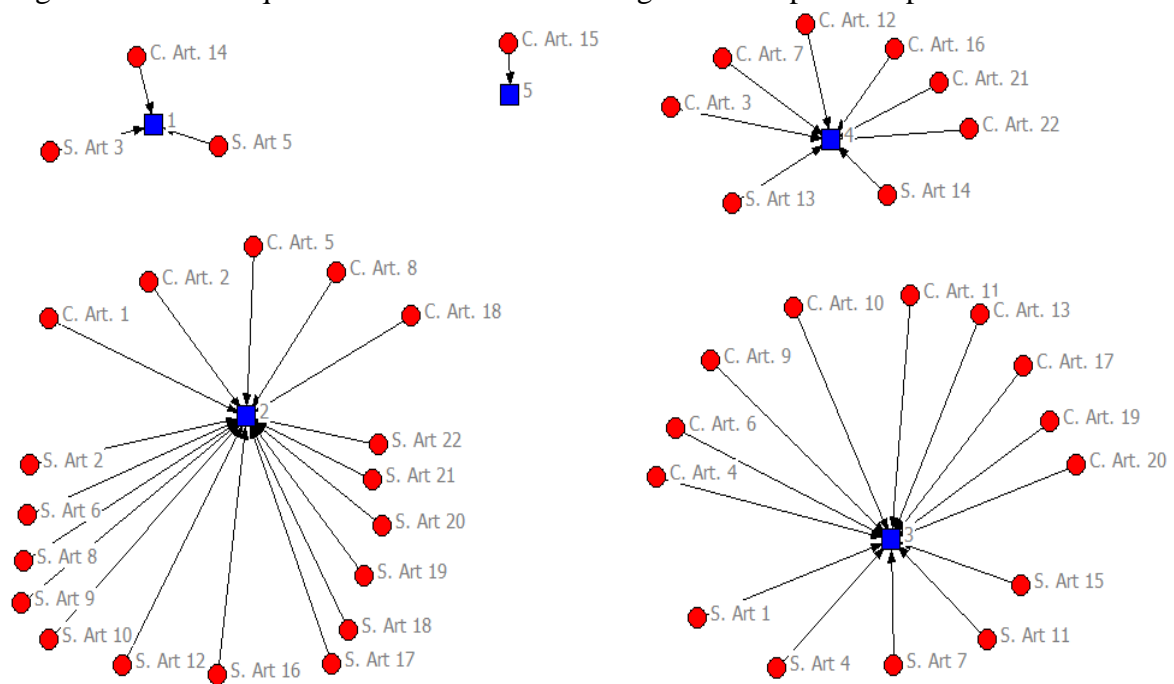 C. Art. 14
1
S. Art 3
S. Art 5
C. Art. 15
5
C. Art. 12
C. Art. 7
C. Art. 16
C. Art. 21
C. Art. 3
C. Art. 22
4
S. Art 13
S. Art 14
C. Art. 5
C. Art. 2
C. Art. 8
C. Art. 1
C. Art. 18
2
S. Art 22
S. Art 2
S. Art 21
S. Art 6
S. Art 20
S. Art 8
S. Art 19
S. Art 9
S. Art 18
S. Art 10
S. Art 12
S. Art 16
S. Art 17
C. Art. 11
C. Art. 10
C. Art. 13
C. Art. 9
C. Art. 17
C. Art. 6
C. Art. 19
C. Art. 4
C. Art. 20
3
S. Art 15
S. Art 1
S. Art 11
S. Art 4
S. Art 7